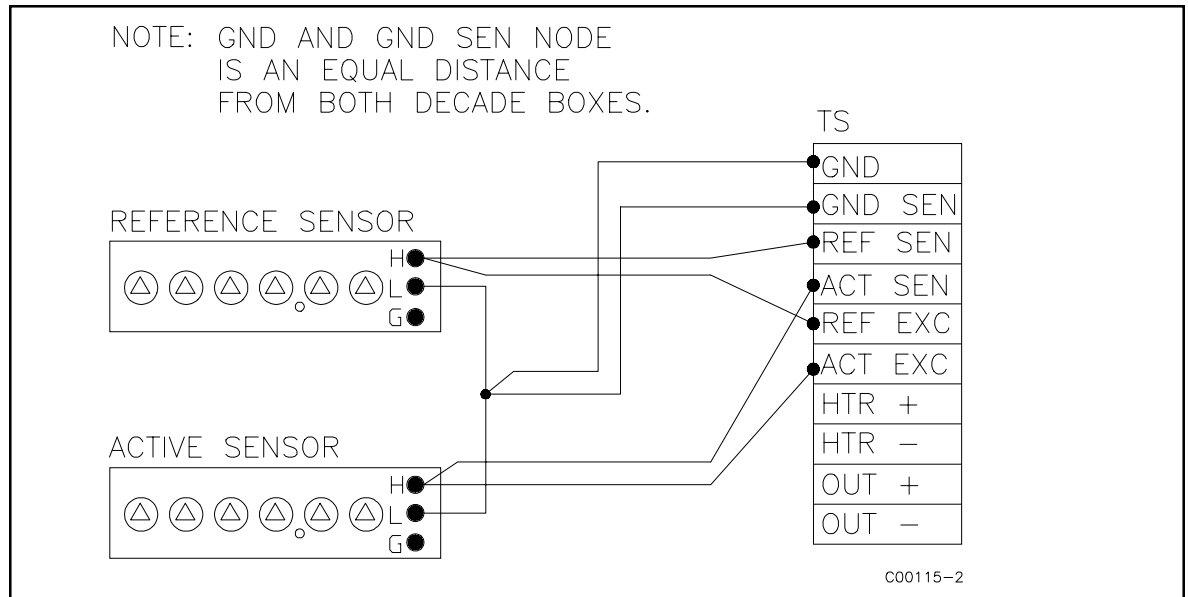 NOTE: GND AND GND SEN NODE
IS AN EQUAL DISTANCE
FROM BOTH DECADE BOXES.
TS
GND
GND SEN
REF SEN
ACT SEN
REF EXC
ACT EXC
HTR +
HTR −
OUT +
OUT −
REFERENCE SENSOR
H
L
G
ACTIVE SENSOR
H
L
G
C00115−2